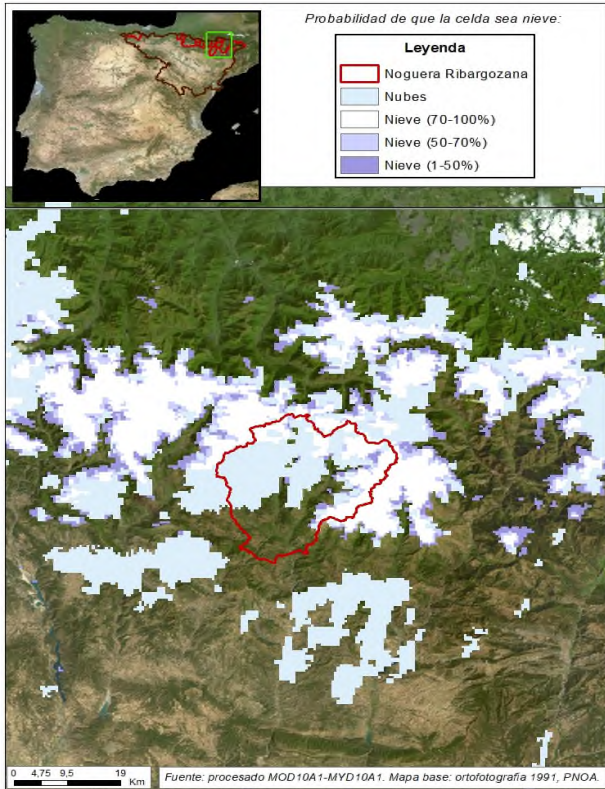 Probabilidad de que la celda sea nieve:
Leyenda
Noguera Ribargozana
Nubes
Nieve (70-100%)
Nieve (50-70%)
Nieve (1-50%)
0 4,75 9,5 19
Km
Fuente: procesado MOD10A1-MYD10A1. Mapa base: ortofotografía 1991, PNOA.